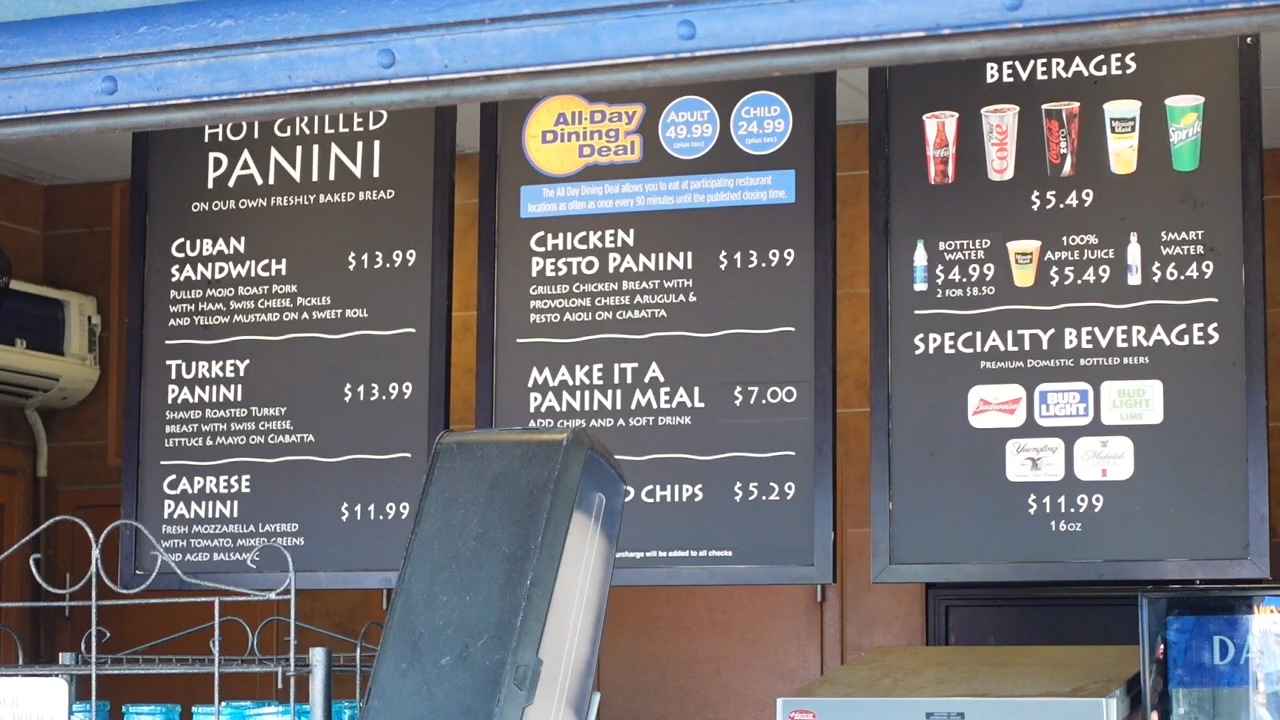 HOT GRILLED
PANINI
ON OUR OWN FRESHLY BAKED BREAD
CUBAN
SANDWICH $13.99
PULLED MOJO ROAST PORK
WITH HAM, SWISS CHEESE, PICKLES
AND YELLOW MUSTARD ON A SWEET ROLL
TURKEY
PANINI $13.99
SHAVED ROASTED TURKEY
BREAST WITH SWISS CHEESE,
LETTUCE & MAYO ON CIABATTA
CAPRESE
PANINI $11.99
FRESH MOZZARELLA LAYERED
WITH TOMATO, MIXED GREENS
AND AGED BALSAMIC
All-Day
Dining
Deal
ADULT
49.99
(plus tax)
CHILD
24.99
(plus tax)
The All Day Dining Deal allows you to eat at participating restaurant
locations as often as once every 90 minutes until the published closing time.
CHICKEN
PESTO PANINI $13.99
GRILLED CHICKEN BREAST WITH
PROVOLONE CHEESE ARUGULA &
PESTO AIOLI ON CIABATTA
MAKE IT A
PANINI MEAL $7.00
ADD CHIPS AND A SOFT DRINK
CHIPS $5.29
urcharge will be added to all checks
BEVERAGES
Coca-Cola
Diet Coke
Coca-Cola zero
Minute Maid
Sprite
$5.49
BOTTLED
WATER
$4.99
2 FOR $8.50
Minute Maid
100%
APPLE JUICE
$5.49
SMART
WATER
$6.49
SPECIALTY BEVERAGES
PREMIUM DOMESTIC BOTTLED BEERS
Budweiser
BUD
LIGHT
BUD
LIGHT
LIME
Yuengling
Michelob
ULTRA
$11.99
16oz
DA